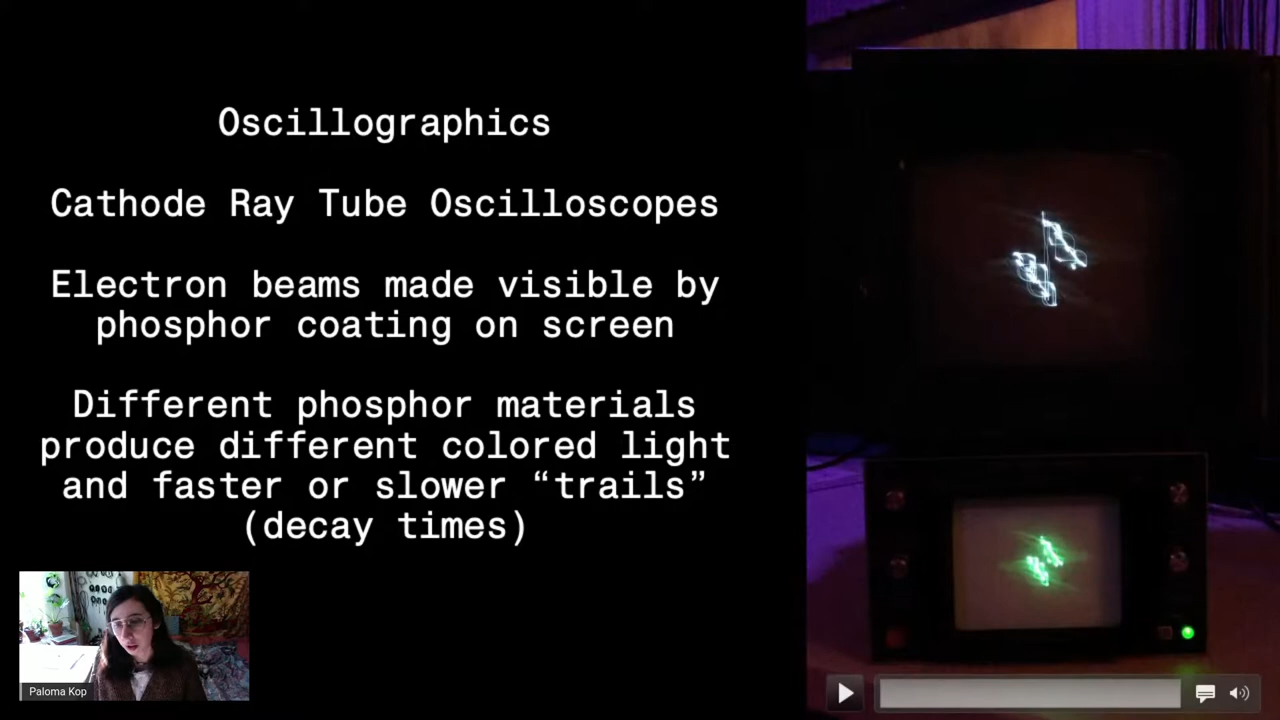 Oscillographics
Cathode Ray Tube Oscilloscopes
Electron beams made visible by
phosphor coating on screen
Different phosphor materials
produce different colored light
and faster or slower “trails”
(decay times)
Paloma Kop